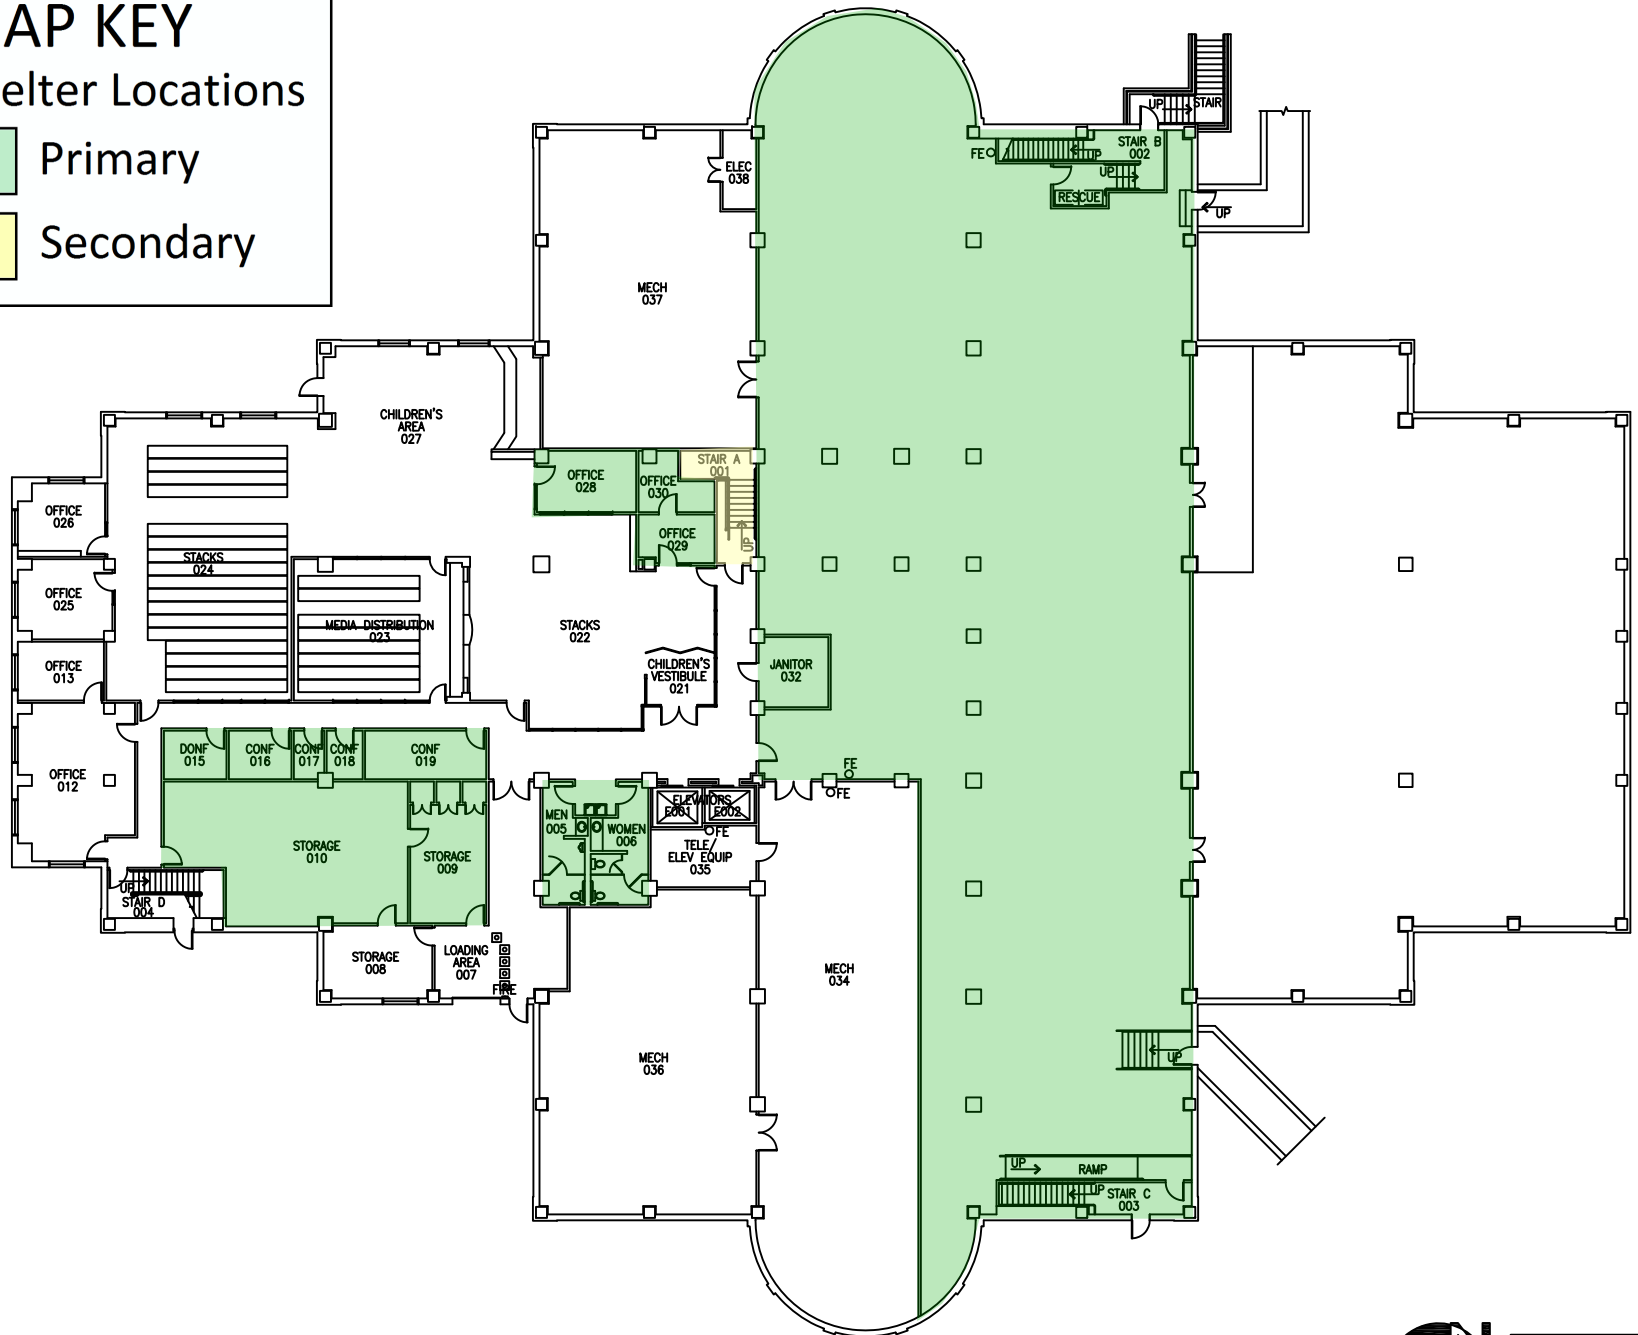 AP KEY
elter Locations
Primary
Secondary
UP
STAIR
STAIR B
002
FE
UP
UP
RESCUE
UP
ELEC
038
MECH
037
CHILDREN'S
AREA
027
STAIR A
001
UP
OFFICE
028
OFFICE
030
OFFICE
029
OFFICE
026
STACKS
024
OFFICE
025
MEDIA DISTRIBUTION
023
STACKS
022
OFFICE
013
CHILDREN'S
VESTIBULE
021
JANITOR
032
DONF
015
CONF
016
CONF
017
CONF
018
CONF
019
OFFICE
012
FE
FE
ELEVATORS
E001
E002
MEN
005
WOMEN
006
FE
TELE/
ELEV EQUIP
035
STORAGE
010
STORAGE
009
UP
STAIR D
004
STORAGE
008
LOADING
AREA
007
FIRE
MECH
034
MECH
036
UP
UP
RAMP
UP
STAIR C
003